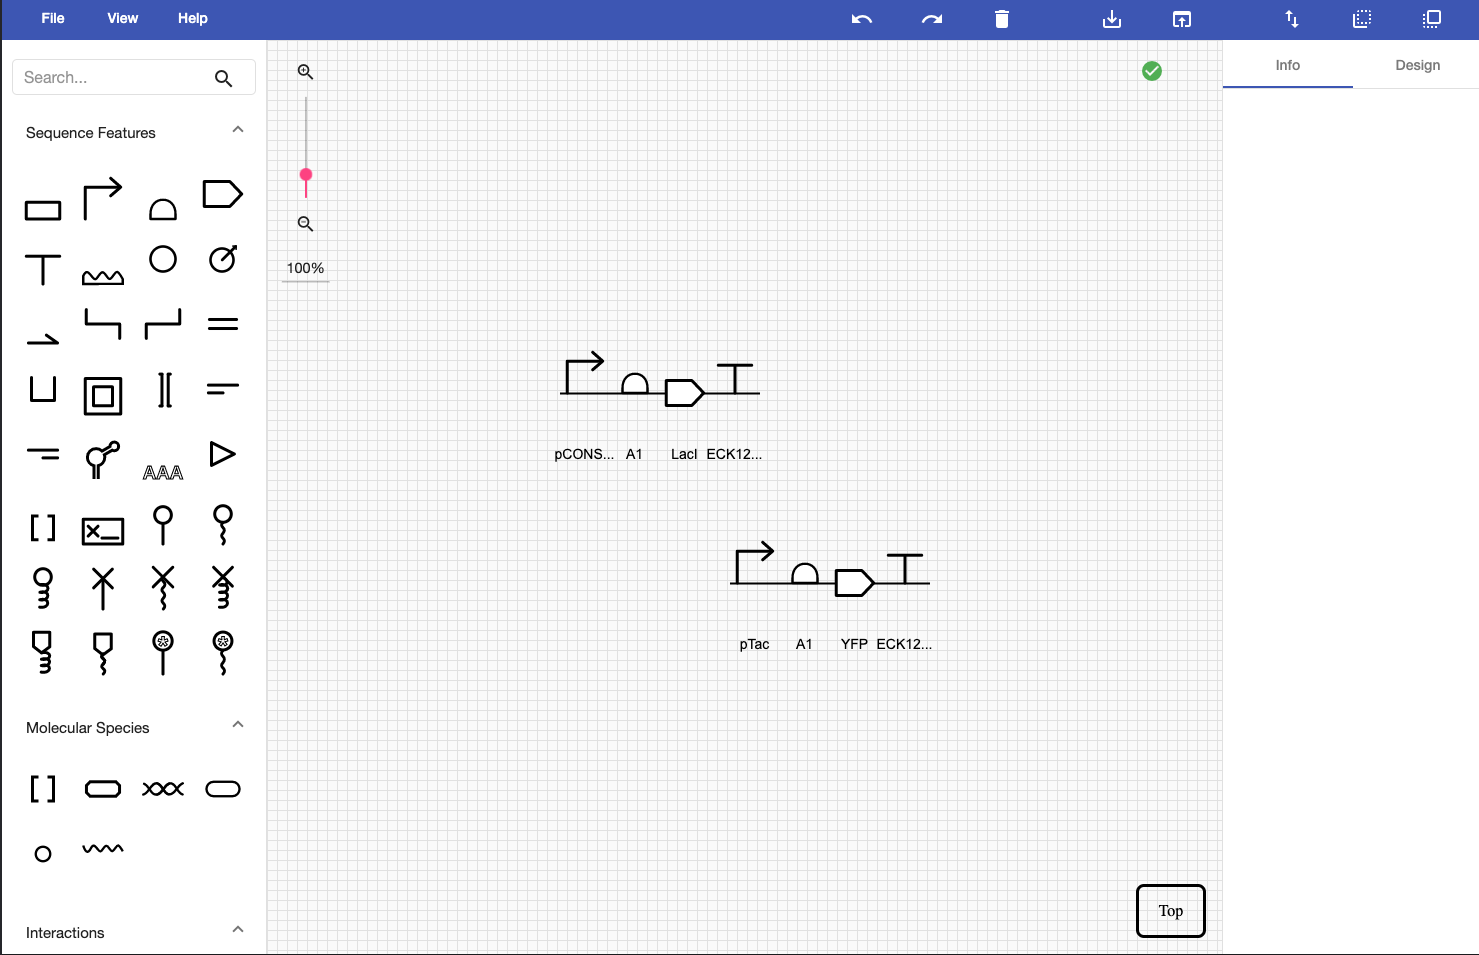 File View Help
Search...
Info Design
Sequence Features
100%
pCONS... A1 LacI ECK12...
AAA
pTac A1 YFP ECK12...
Molecular Species
Top
Interactions